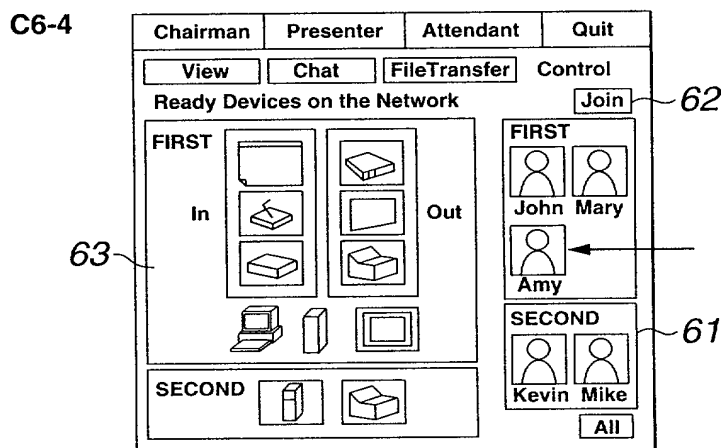 C6-4
Chairman Presenter Attendant Quit
View Chat FileTransfer Control
Ready Devices on the Network Join 62
FIRST FIRST
In Out
John Mary
63
Amy
SECOND 61
SECOND
Kevin Mike
All